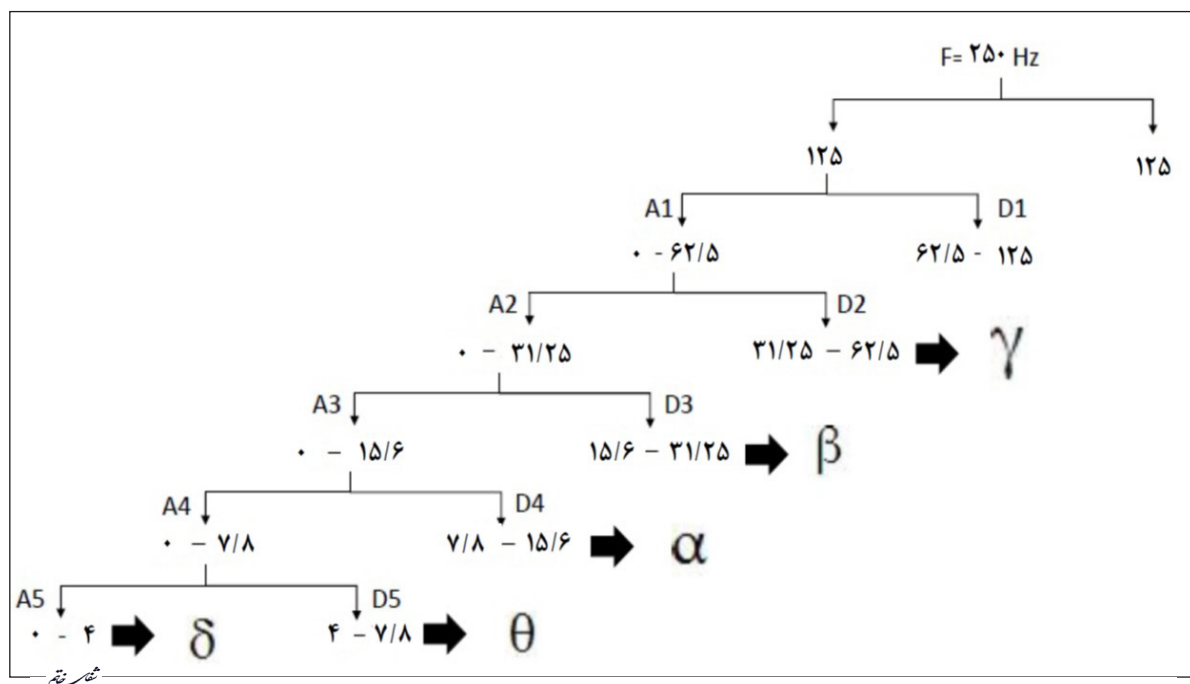 F= ۲۵۰ Hz
۱۲۵ ۱۲۵
A1 D1
۰ - ۶۲/۵ ۶۲/۵ - ۱۲۵
A2 D2
۰ – ۳۱/۲۵ ۳۱/۲۵ – ۶۲/۵ γ
A3 D3
۰ – ۱۵/۶ ۱۵/۶ – ۳۱/۲۵ β
A4 D4
۰ – ۷/۸ ۷/۸ – ۱۵/۶ α
A5 D5
۰ - ۴ δ ۴ – ۷/۸ θ
شفای خاتم